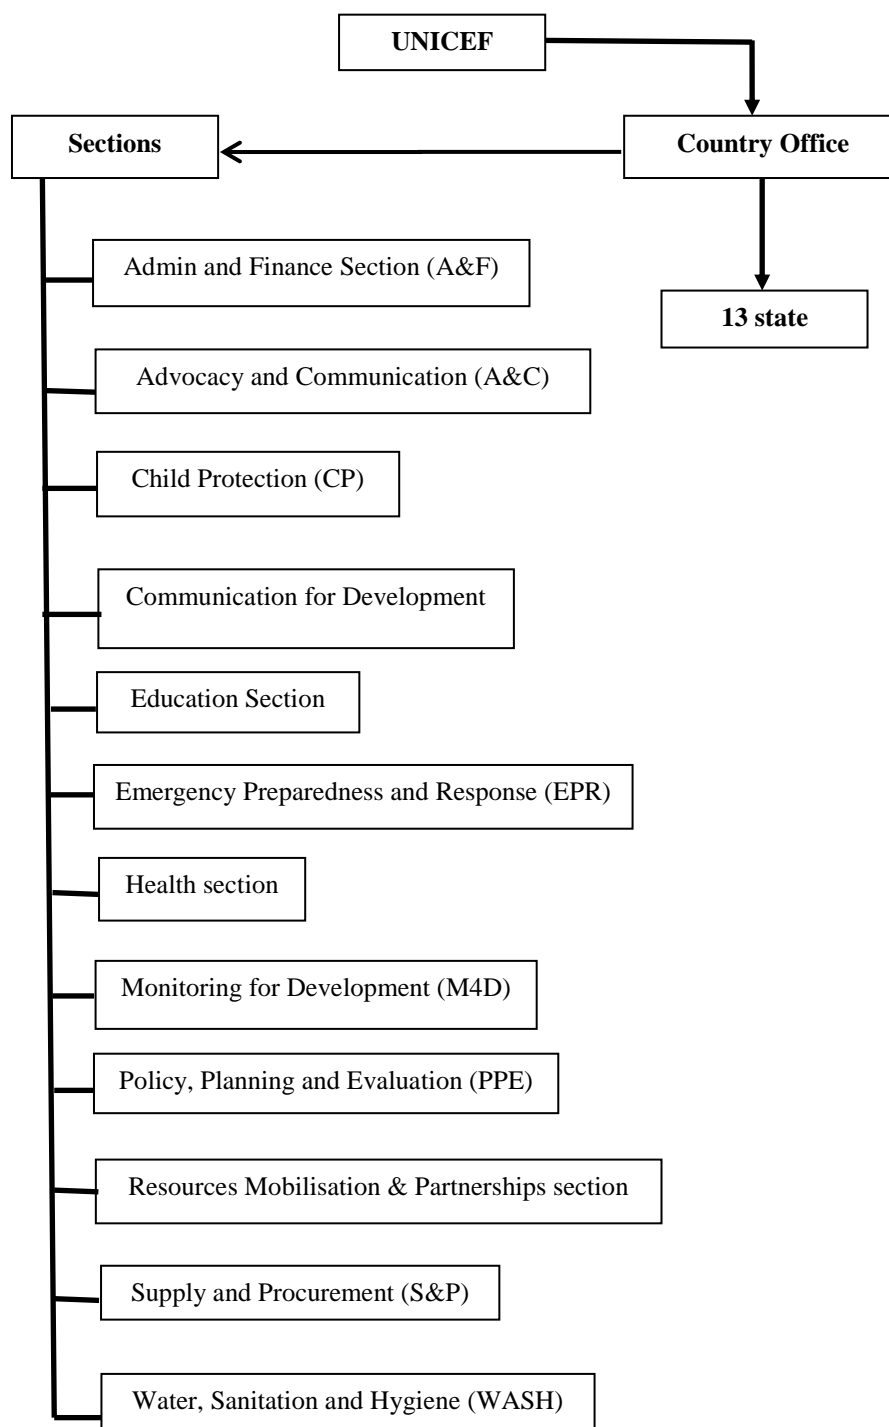 UNICEF
Sections
Country Office
Admin and Finance Section (A&F)
13 state
Advocacy and Communication (A&C)
Child Protection (CP)
Communication for Development
Education Section
Emergency Preparedness and Response (EPR)
Health section
Monitoring for Development (M4D)
Policy, Planning and Evaluation (PPE)
Resources Mobilisation & Partnerships section
Supply and Procurement (S&P)
Water, Sanitation and Hygiene (WASH)